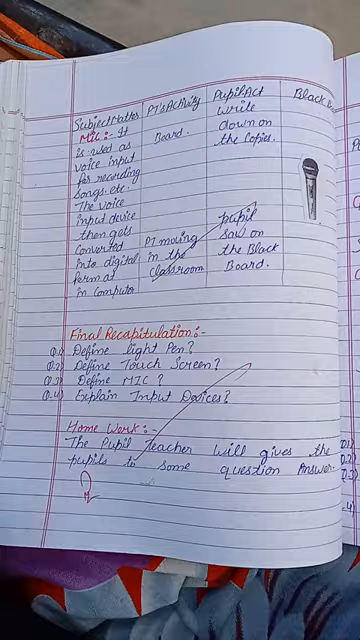 Subject Matter PT's Activity Pupil Act Black
MIC:- It write
is used as Board. down on
voice input the Copies.
for recording
Songs. etc.
The voice
input device pupil
then gets saw on
Converted PT moving the Black
into digital in the Board.
format classroom
in Computer
Final Recapitulation:-
Q.1) Define light Pen?
Q.2) Define Touch Screen?
Q.3) Define MIC?
Q.4) Explain Input Devices?
Home Work:-
The Pupil Teacher will gives the
pupils to some question Answer.